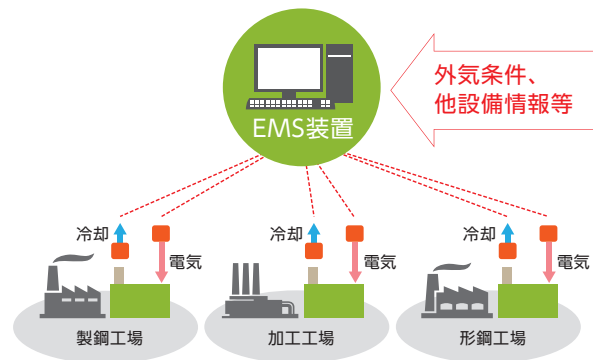 外気条件、
他設備情報等
EMS装置
冷却
電気
冷却
電気
冷却
電気
製鋼工場
加工工場
形鋼工場